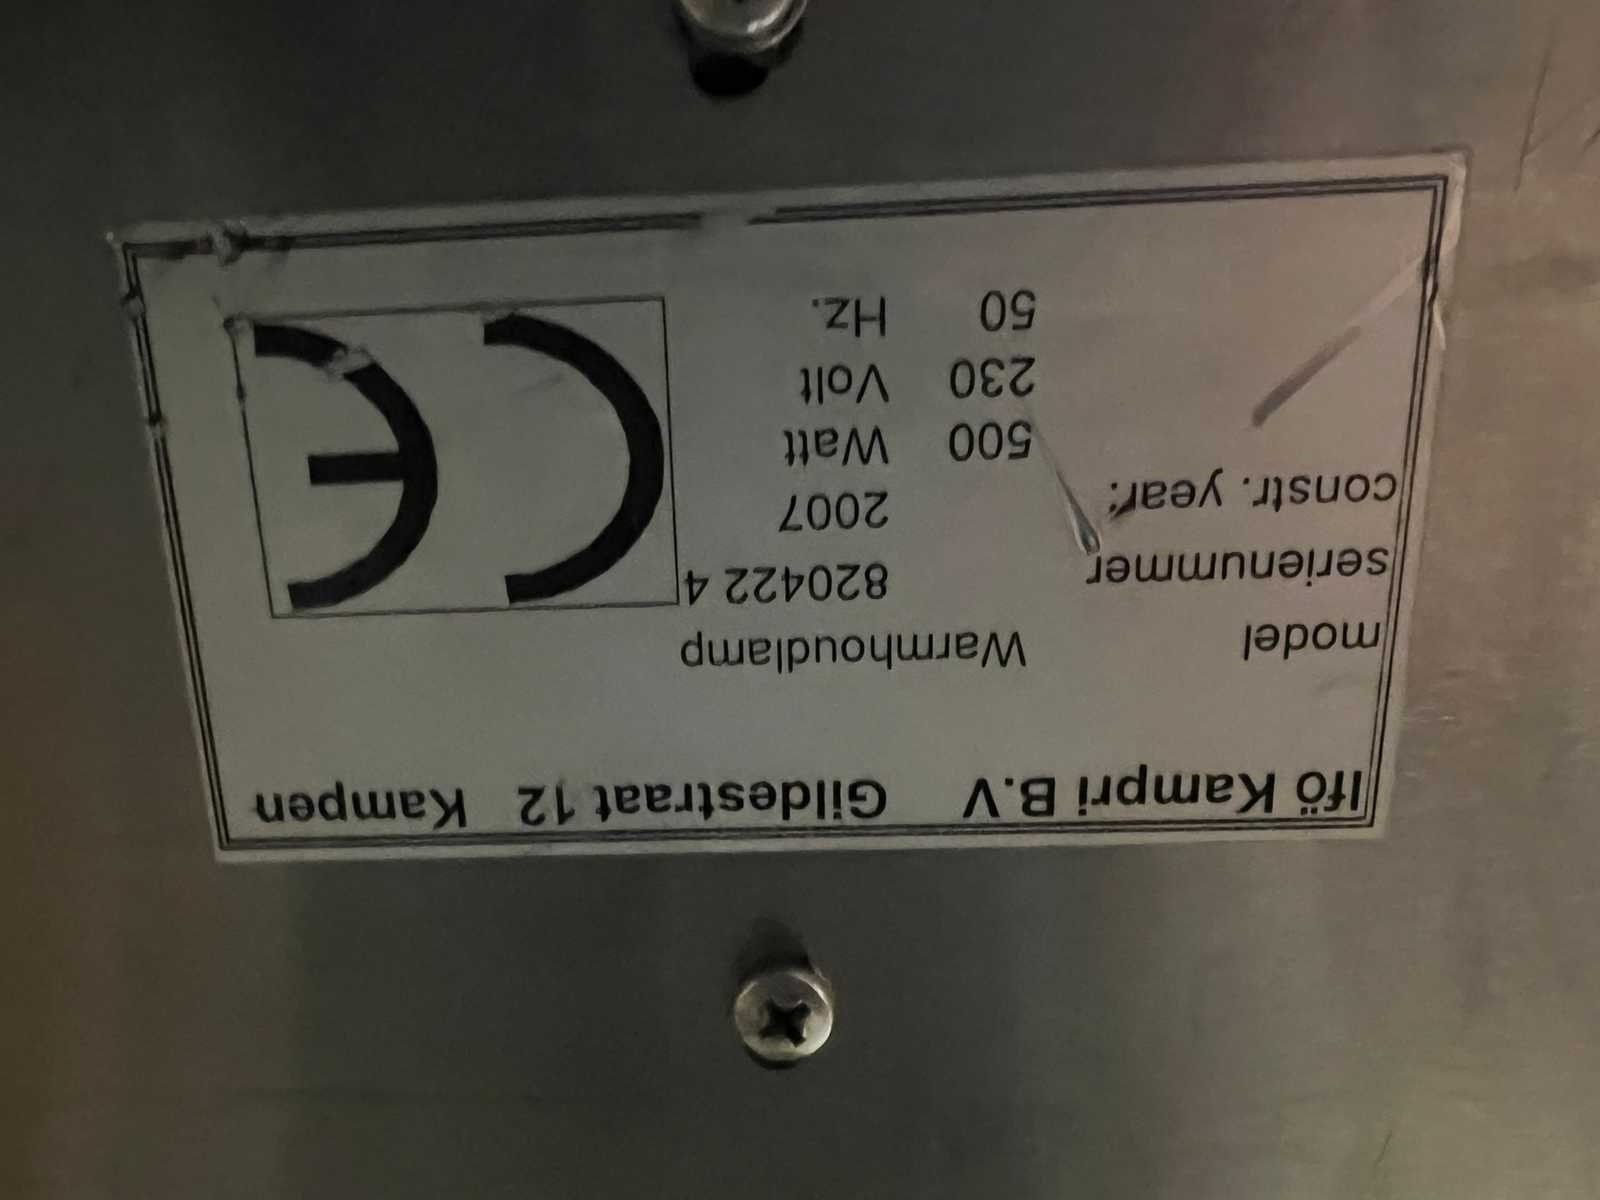 Ifö Kampri B.V Gildestraat 12 Kampen
model Warmhoudlamp
serienummer 820422 4
constr. year: 2007
500 Watt
230 Volt
50 Hz.
CE